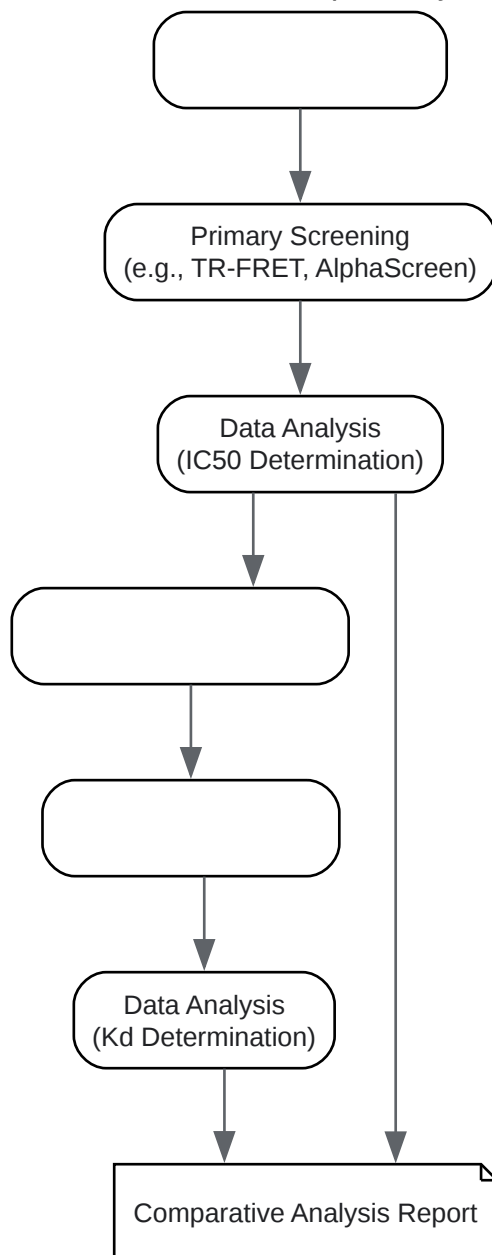 Primary Screening
(e.g., TR-FRET, AlphaScreen)
Data Analysis
(IC50 Determination)
Data Analysis
(Kd Determination)
Comparative Analysis Report